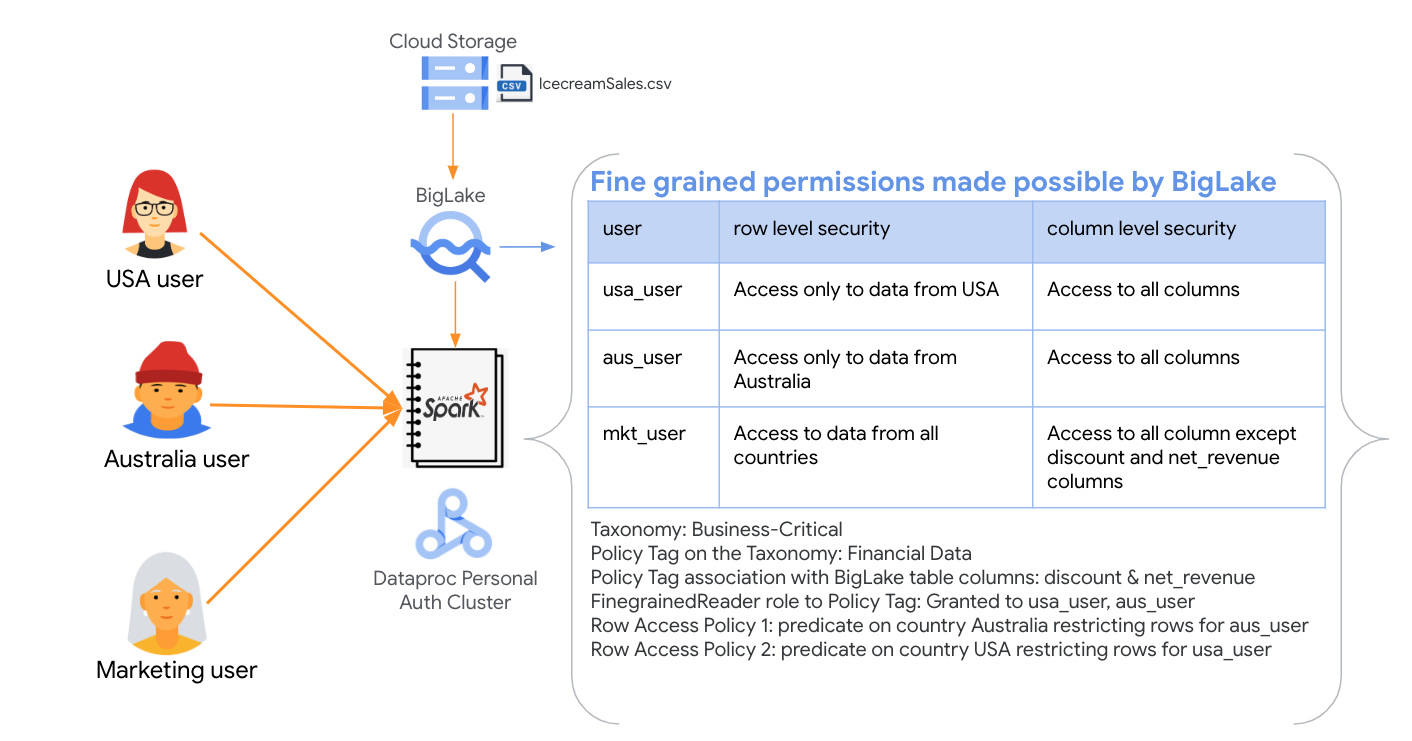 Cloud Storage
CSV
IcecreamSales.csv
BigLake
USA user
Australia user
Marketing user
APACHE
Spark
Dataproc Personal
Auth Cluster
Fine grained permissions made possible by BigLake
user
row level security
column level security
usa_user
Access only to data from USA
Access to all columns
aus_user
Access only to data from
Australia
Access to all columns
mkt_user
Access to data from all
countries
Access to all column except
discount and net_revenue
columns
Taxonomy: Business-Critical
Policy Tag on the Taxonomy: Financial Data
Policy Tag association with BigLake table columns: discount & net_revenue
FinegrainedReader role to Policy Tag: Granted to usa_user, aus_user
Row Access Policy 1: predicate on country Australia restricting rows for aus_user
Row Access Policy 2: predicate on country USA restricting rows for usa_user